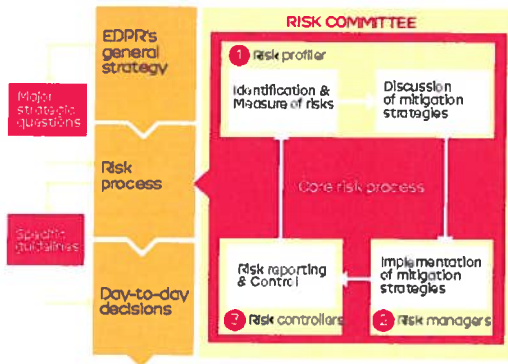 EDPR's
general
strategy
Major
strategic
questions
Risk
process
Specific
guidelines
Day-to-day
decisions
RISK COMMITTEE
1 Risk profiler
Identification &
Measure of risks
Discussion
of mitigation
strategies
Core risk process
Risk reporting
& Control
Implementation
of mitigation
strategies
3 Risk controllers
2 Risk managers